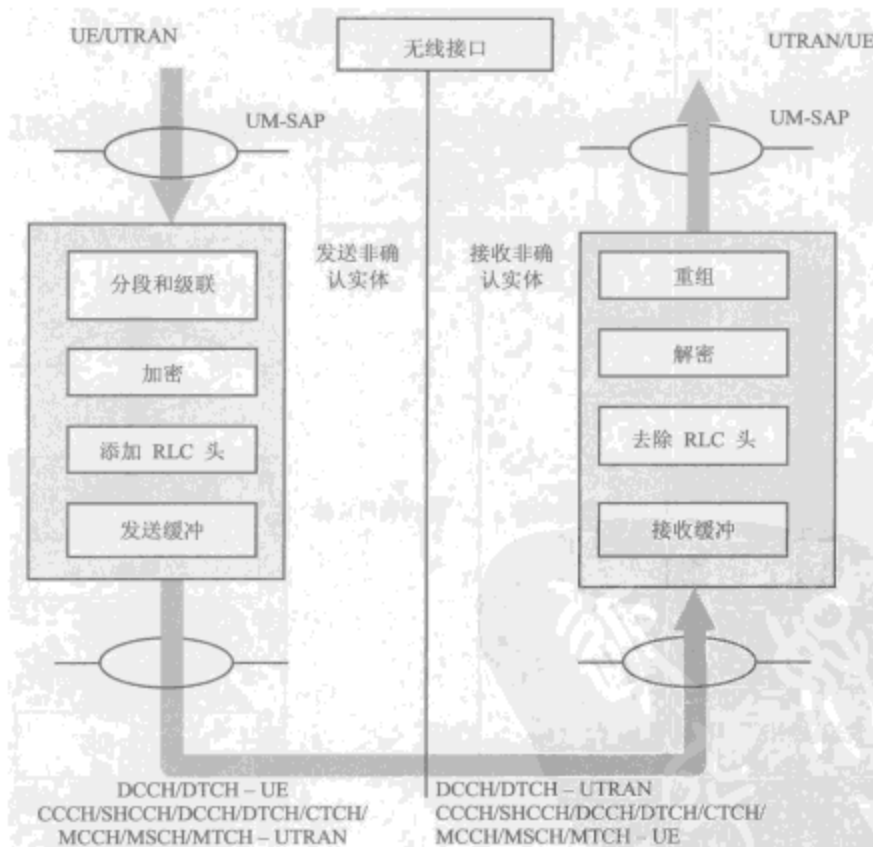 UE/UTRAN
无线接口
UTRAN/UE
UM-SAP
UM-SAP
发送非确
认实体
接收非确
认实体
分段和级联
加密
添加 RLC 头
发送缓冲
重组
解密
去除 RLC 头
接收缓冲
DCCH/DTCH – UE
CCCH/SHCCH/DCCH/DTCH/CTCH/
MCCH/MSCH/MTCH – UTRAN
DCCH/DTCH – UTRAN
CCCH/SHCCH/DCCH/DTCH/CTCH/
MCCH/MSCH/MTCH – UE